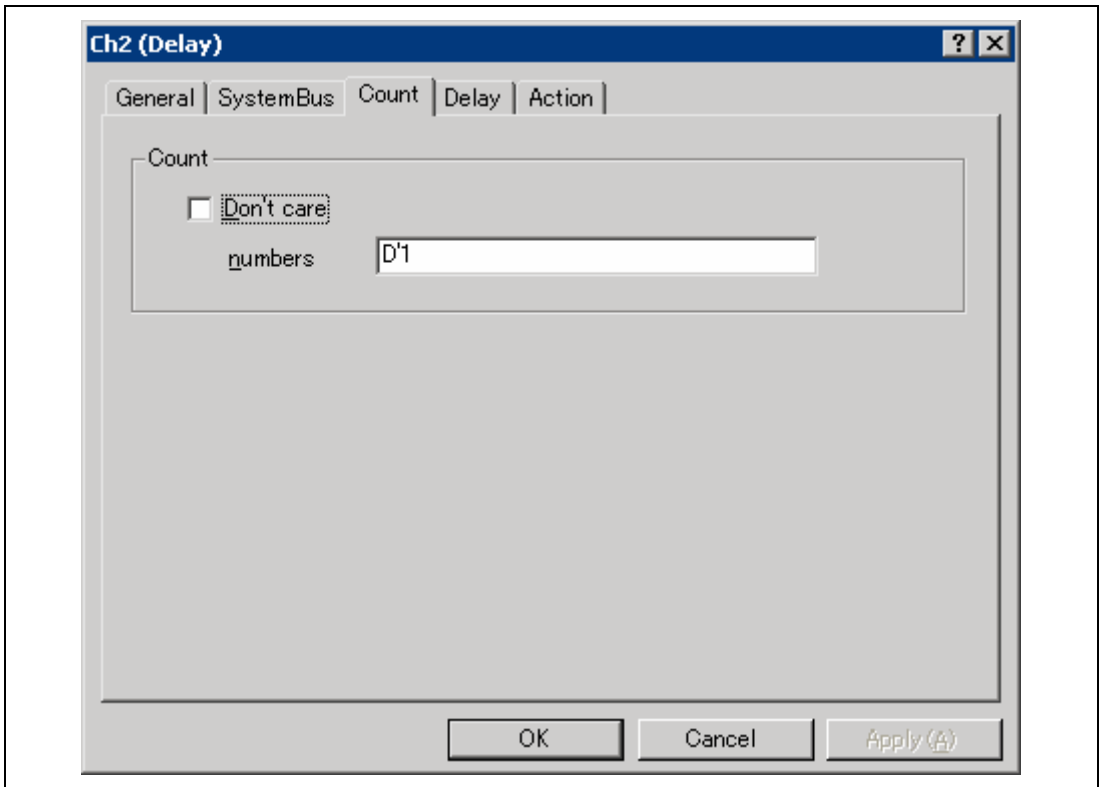 Ch2 (Delay)
General SystemBus Count Delay Action
Count
Don't care
numbers D'1
OK Cancel Apply(A)